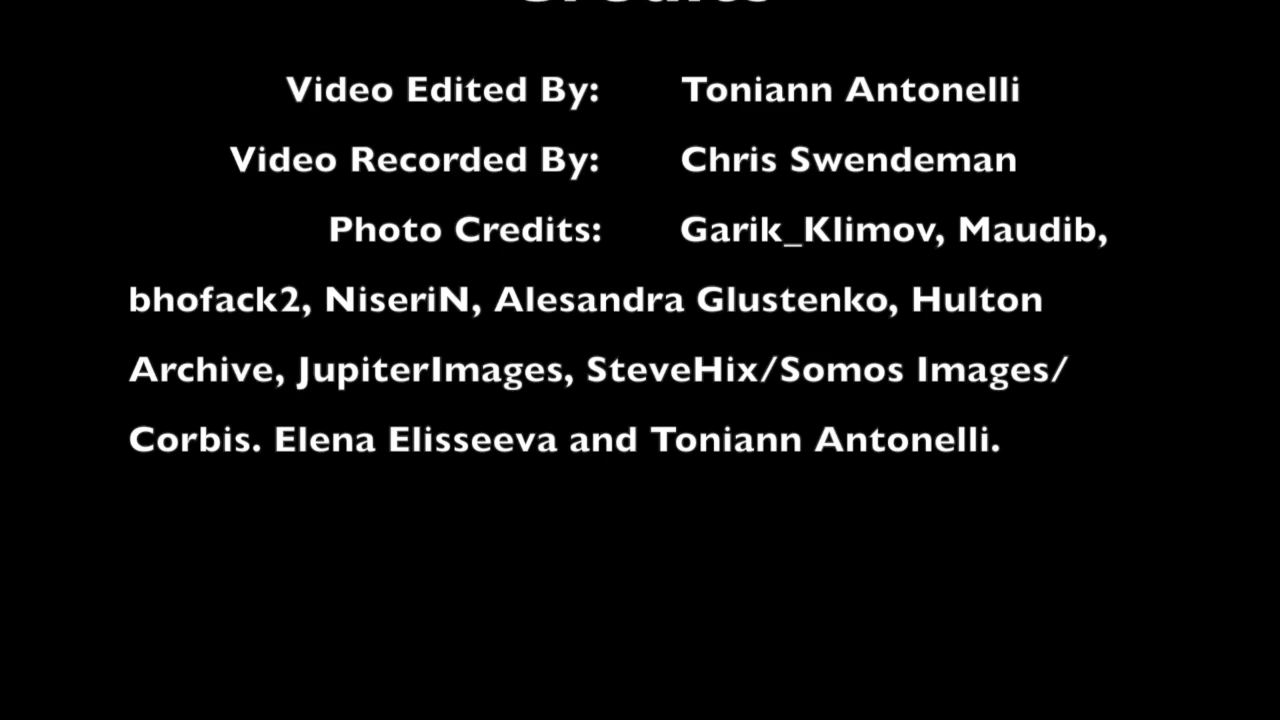 Credits
Video Edited By: Toniann Antonelli
Video Recorded By: Chris Swendeman
Photo Credits: Garik_Klimov, Maudib,
bhofack2, NiseriN, Alesandra Glustenko, Hulton
Archive, JupiterImages, SteveHix/Somos Images/
Corbis. Elena Elisseeva and Toniann Antonelli.